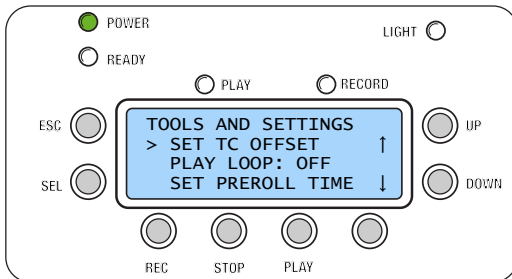 POWER
LIGHT
READY
PLAY
RECORD
ESC
UP
TOOLS AND SETTINGS
> SET TC OFFSET ↑
PLAY LOOP: OFF
SET PREROLL TIME ↓
SEL
DOWN
REC
STOP
PLAY